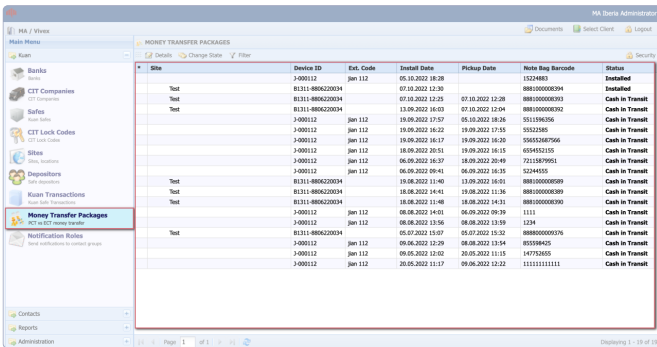 MA Iberia Administrator
MA / Vivex
Documents Select Client Logout
Main Menu
MONEY TRANSFER PACKAGES
Kuan
Details Change State Filter Security
Banks
Banks
CIT Companies
CIT Companies
Safes
Kuan Safes
CIT Lock Codes
CIT Lock Codes
Sites
Sites, locations
Depositors
Safe depositors
Kuan Transactions
Kuan Safe Transactions
Money Transfer Packages
PCT vs ECT money transfer
Notification Roles
Send notifications to contact groups
Contacts
Reports
Administration
* Site Device ID Ext. Code Install Date Pickup Date Note Bag Barcode Status
J-000112 jian 112 05.10.2022 18:28 15224883 Installed
Test B1311-8806220034 07.10.2022 12:30 8881000008394 Installed
Test B1311-8806220034 07.10.2022 12:25 07.10.2022 12:28 8881000008393 Cash in Transit
Test B1311-8806220034 13.09.2022 16:03 07.10.2022 12:04 8881000008392 Cash in Transit
J-000112 jian 112 19.09.2022 17:57 05.10.2022 18:26 5511596356 Cash in Transit
J-000112 jian 112 19.09.2022 16:22 19.09.2022 17:55 55522585 Cash in Transit
J-000112 jian 112 19.09.2022 16:17 19.09.2022 16:20 556552687566 Cash in Transit
J-000112 jian 112 18.09.2022 20:51 19.09.2022 16:15 6554552155 Cash in Transit
J-000112 jian 112 06.09.2022 16:37 18.09.2022 20:49 72115879951 Cash in Transit
J-000112 jian 112 06.09.2022 09:41 06.09.2022 16:35 52244555 Cash in Transit
Test B1311-8806220034 19.08.2022 11:40 13.09.2022 16:01 8881000008589 Cash in Transit
Test B1311-8806220034 18.08.2022 14:41 19.08.2022 11:36 8881000008389 Cash in Transit
Test B1311-8806220034 18.08.2022 11:48 18.08.2022 14:31 8881000008390 Cash in Transit
J-000112 jian 112 08.08.2022 14:01 06.09.2022 09:39 1111 Cash in Transit
J-000112 jian 112 08.08.2022 13:56 08.08.2022 13:59 1234 Cash in Transit
Test B1311-8806220034 05.07.2022 15:07 05.07.2022 15:32 8888000009376 Cash in Transit
J-000112 jian 112 09.06.2022 12:29 08.08.2022 13:54 855598425 Cash in Transit
J-000112 jian 112 09.05.2022 12:02 20.05.2022 11:15 147752655 Cash in Transit
J-000112 jian 112 20.05.2022 11:17 09.06.2022 12:22 111111111111 Cash in Transit
Page 1 of 1
Displaying 1 - 19 of 19